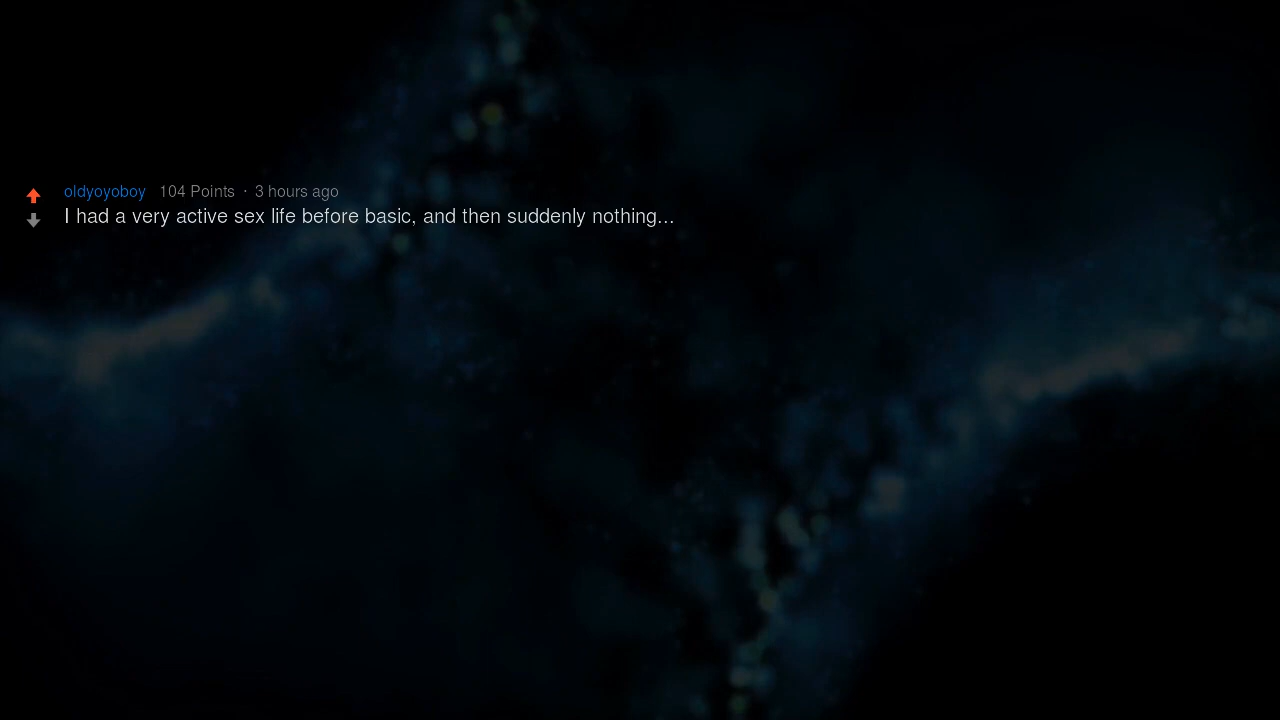 oldyoyoboy 104 Points · 3 hours ago
I had a very active sex life before basic, and then suddenly nothing...